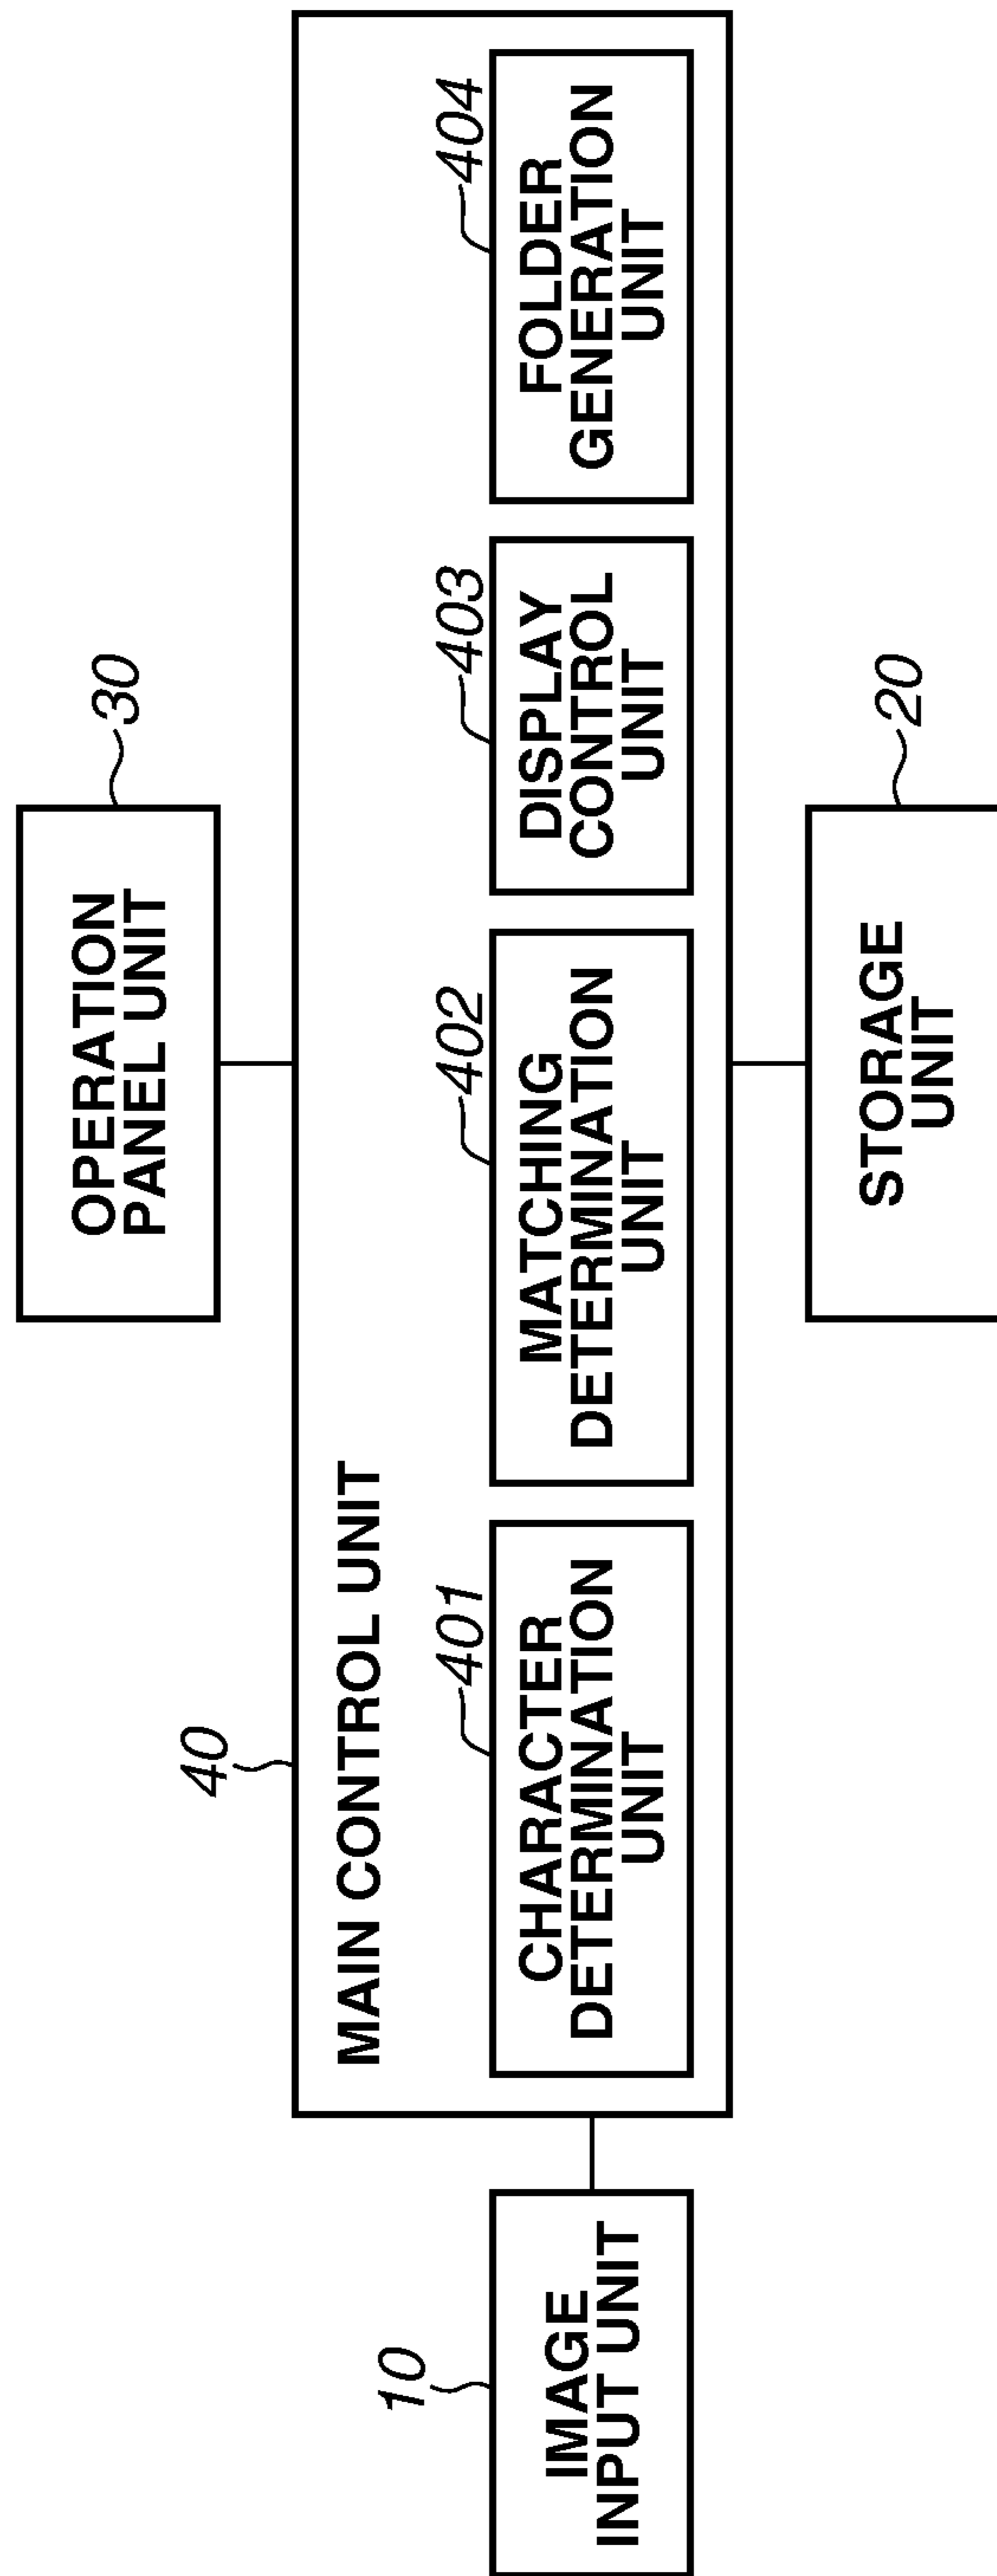 30
OPERATION
PANEL UNIT
40
MAIN CONTROL UNIT
10
IMAGE
INPUT UNIT
401
CHARACTER
DETERMINATION
UNIT
402
MATCHING
DETERMINATION
UNIT
403
DISPLAY
CONTROL
UNIT
404
FOLDER
GENERATION
UNIT
20
STORAGE
UNIT